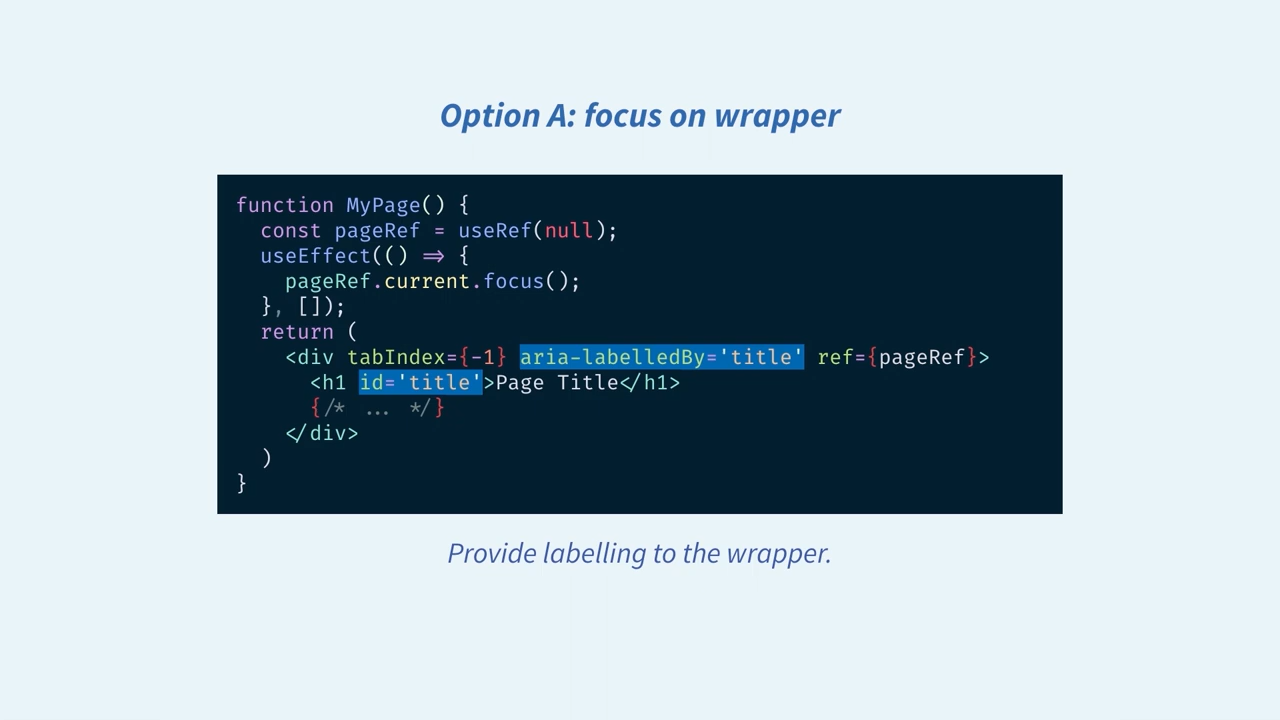 Option A: focus on wrapper
function MyPage() {
  const pageRef = useRef(null);
  useEffect(() => {
    pageRef.current.focus();
  }, []);
  return (
    <div tabIndex={-1} aria-labelledBy='title' ref={pageRef}>
      <h1 id='title'>Page Title</h1>
      {/* ... */}
    </div>
  )
}
Provide labelling to the wrapper.